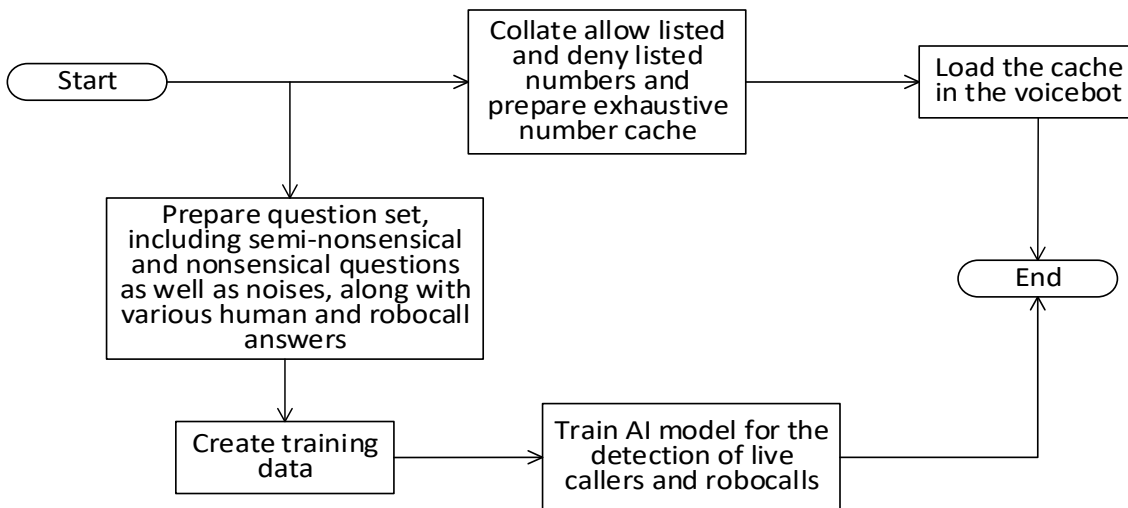 Start
Collate allow listed
and deny listed
numbers and
prepare exhaustive
number cache
Load the cache
in the voicebot
Prepare question set,
including semi-nonsensical
and nonsensical questions
as well as noises, along with
various human and robocall
answers
End
Create training
data
Train AI model for the
detection of live
callers and robocalls